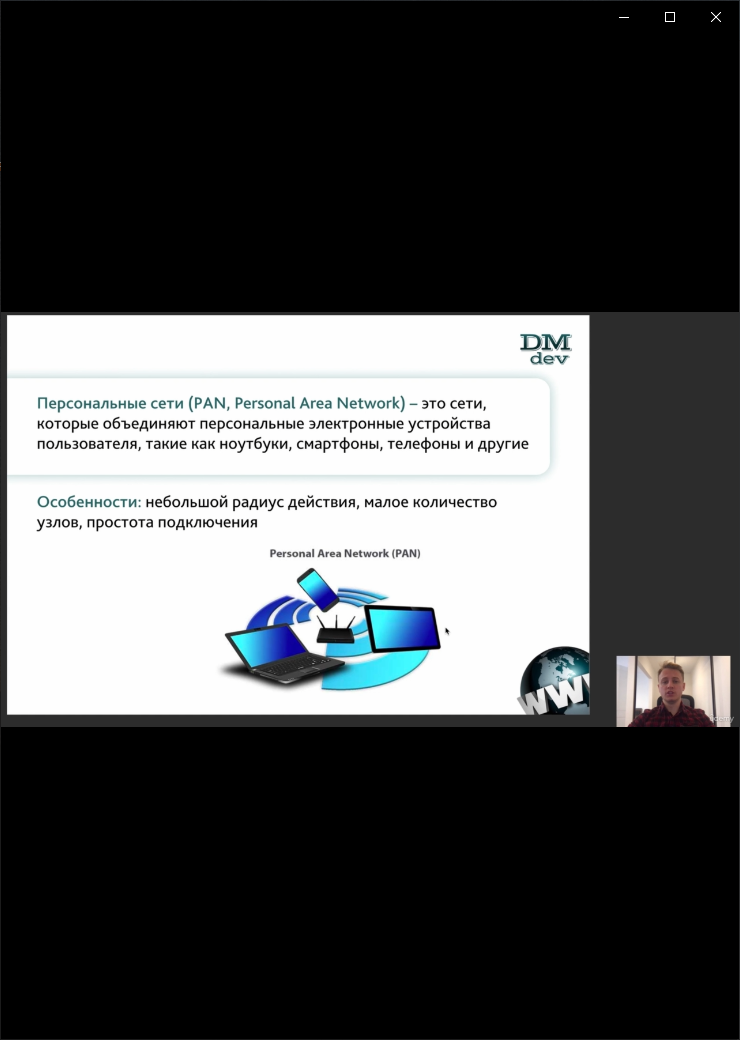 DM
dev
Персональные сети (PAN, Personal Area Network) – это сети,
которые объединяют персональные электронные устройства
пользователя, такие как ноутбуки, смартфоны, телефоны и другие
Особенности: небольшой радиус действия, малое количество
узлов, простота подключения
Personal Area Network (PAN)
WW